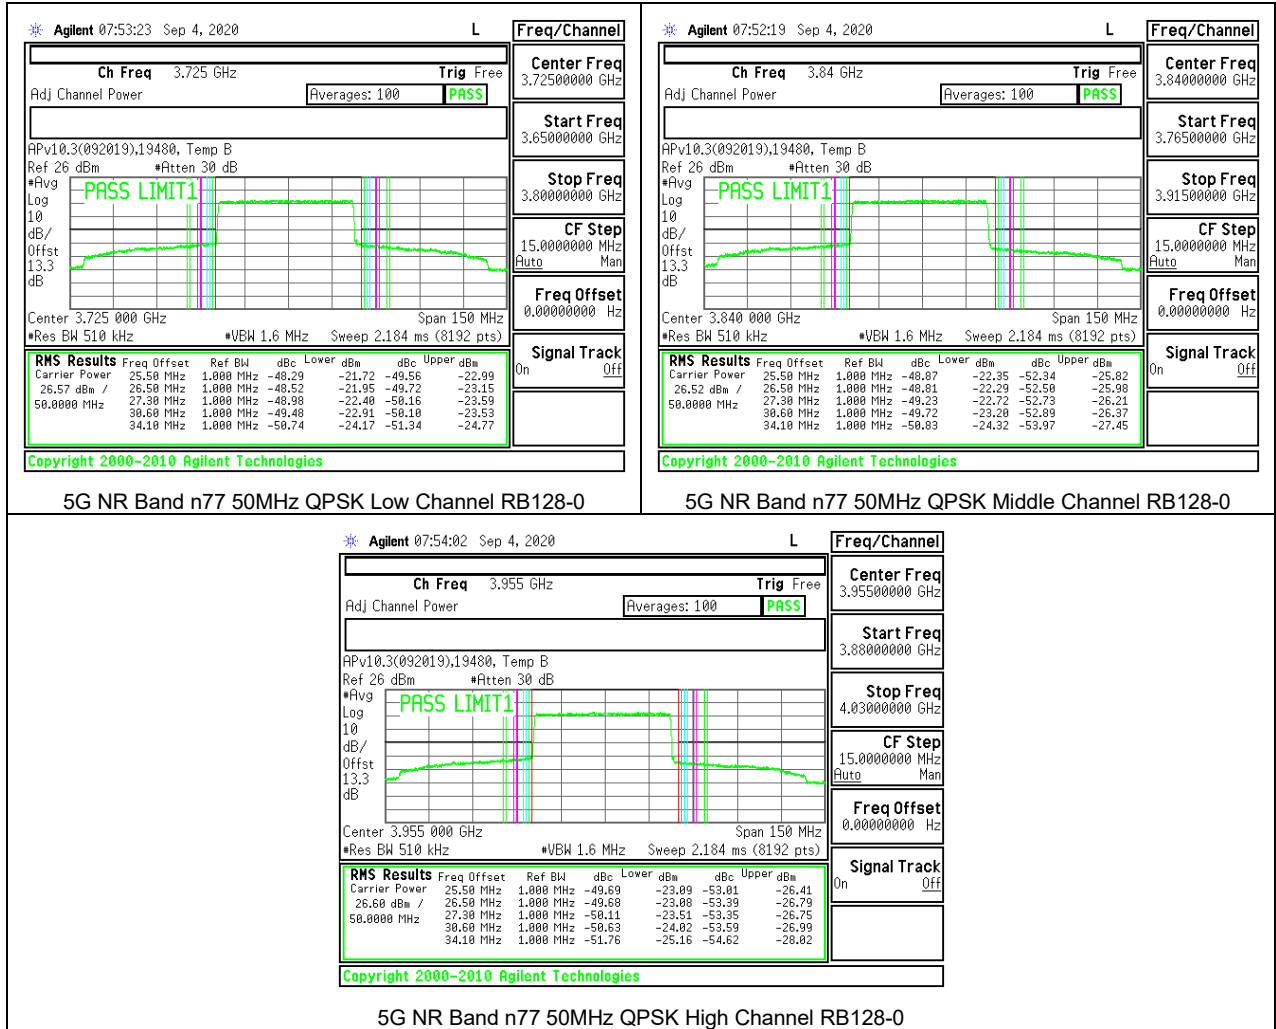 Agilent 07:53:23 Sep 4, 2020 L Freq/Channel
Ch Freq 3.725 GHz Trig Free
Adj Channel Power Averages: 100 PASS
APv10.3(092019),19480, Temp B
Ref 26 dBm #Atten 30 dB
#Avg
Log
10
dB/
Offst
13.3
dB
PASS LIMIT1
Center 3.725 000 GHz Span 150 MHz
#Res BW 510 kHz #VBW 1.6 MHz Sweep 2.184 ms (8192 pts)
RMS Results Freq Offset Ref BW dBc Lower dBm dBc Upper dBm
Carrier Power 25.50 MHz 1.000 MHz -48.29 -21.72 -49.56 -22.99
26.57 dBm / 26.50 MHz 1.000 MHz -48.52 -21.95 -49.72 -23.15
50.0000 MHz 27.30 MHz 1.000 MHz -48.98 -22.40 -50.16 -23.59
30.60 MHz 1.000 MHz -49.48 -22.91 -50.10 -23.53
34.10 MHz 1.000 MHz -50.74 -24.17 -51.34 -24.77
Copyright 2000-2010 Agilent Technologies
Center Freq
3.72500000 GHz
Start Freq
3.65000000 GHz
Stop Freq
3.80000000 GHz
CF Step
15.0000000 MHz
Auto Man
Freq Offset
0.00000000 Hz
Signal Track
On Off
5G NR Band n77 50MHz QPSK Low Channel RB128-0
Agilent 07:52:19 Sep 4, 2020 L Freq/Channel
Ch Freq 3.84 GHz Trig Free
Adj Channel Power Averages: 100 PASS
APv10.3(092019),19480, Temp B
Ref 26 dBm #Atten 30 dB
#Avg
Log
10
dB/
Offst
13.3
dB
PASS LIMIT1
Center 3.840 000 GHz Span 150 MHz
#Res BW 510 kHz #VBW 1.6 MHz Sweep 2.184 ms (8192 pts)
RMS Results Freq Offset Ref BW dBc Lower dBm dBc Upper dBm
Carrier Power 25.50 MHz 1.000 MHz -48.87 -22.35 -52.34 -25.82
26.52 dBm / 26.50 MHz 1.000 MHz -48.81 -22.29 -52.50 -25.98
50.0000 MHz 27.30 MHz 1.000 MHz -49.23 -22.72 -52.73 -26.21
30.60 MHz 1.000 MHz -49.72 -23.20 -52.89 -26.37
34.10 MHz 1.000 MHz -50.83 -24.32 -53.97 -27.45
Copyright 2000-2010 Agilent Technologies
Center Freq
3.84000000 GHz
Start Freq
3.76500000 GHz
Stop Freq
3.91500000 GHz
CF Step
15.0000000 MHz
Auto Man
Freq Offset
0.00000000 Hz
Signal Track
On Off
5G NR Band n77 50MHz QPSK Middle Channel RB128-0
Agilent 07:54:02 Sep 4, 2020 L Freq/Channel
Ch Freq 3.955 GHz Trig Free
Adj Channel Power Averages: 100 PASS
APv10.3(092019),19480, Temp B
Ref 26 dBm #Atten 30 dB
#Avg
Log
10
dB/
Offst
13.3
dB
PASS LIMIT1
Center 3.955 000 GHz Span 150 MHz
#Res BW 510 kHz #VBW 1.6 MHz Sweep 2.184 ms (8192 pts)
RMS Results Freq Offset Ref BW dBc Lower dBm dBc Upper dBm
Carrier Power 25.50 MHz 1.000 MHz -49.69 -23.09 -53.01 -26.41
26.60 dBm / 26.50 MHz 1.000 MHz -49.68 -23.08 -53.39 -26.79
50.0000 MHz 27.30 MHz 1.000 MHz -50.11 -23.51 -53.35 -26.75
30.60 MHz 1.000 MHz -50.63 -24.02 -53.59 -26.99
34.10 MHz 1.000 MHz -51.76 -25.16 -54.62 -28.02
Copyright 2000-2010 Agilent Technologies
Center Freq
3.95500000 GHz
Start Freq
3.88000000 GHz
Stop Freq
4.03000000 GHz
CF Step
15.0000000 MHz
Auto Man
Freq Offset
0.00000000 Hz
Signal Track
On Off
5G NR Band n77 50MHz QPSK High Channel RB128-0